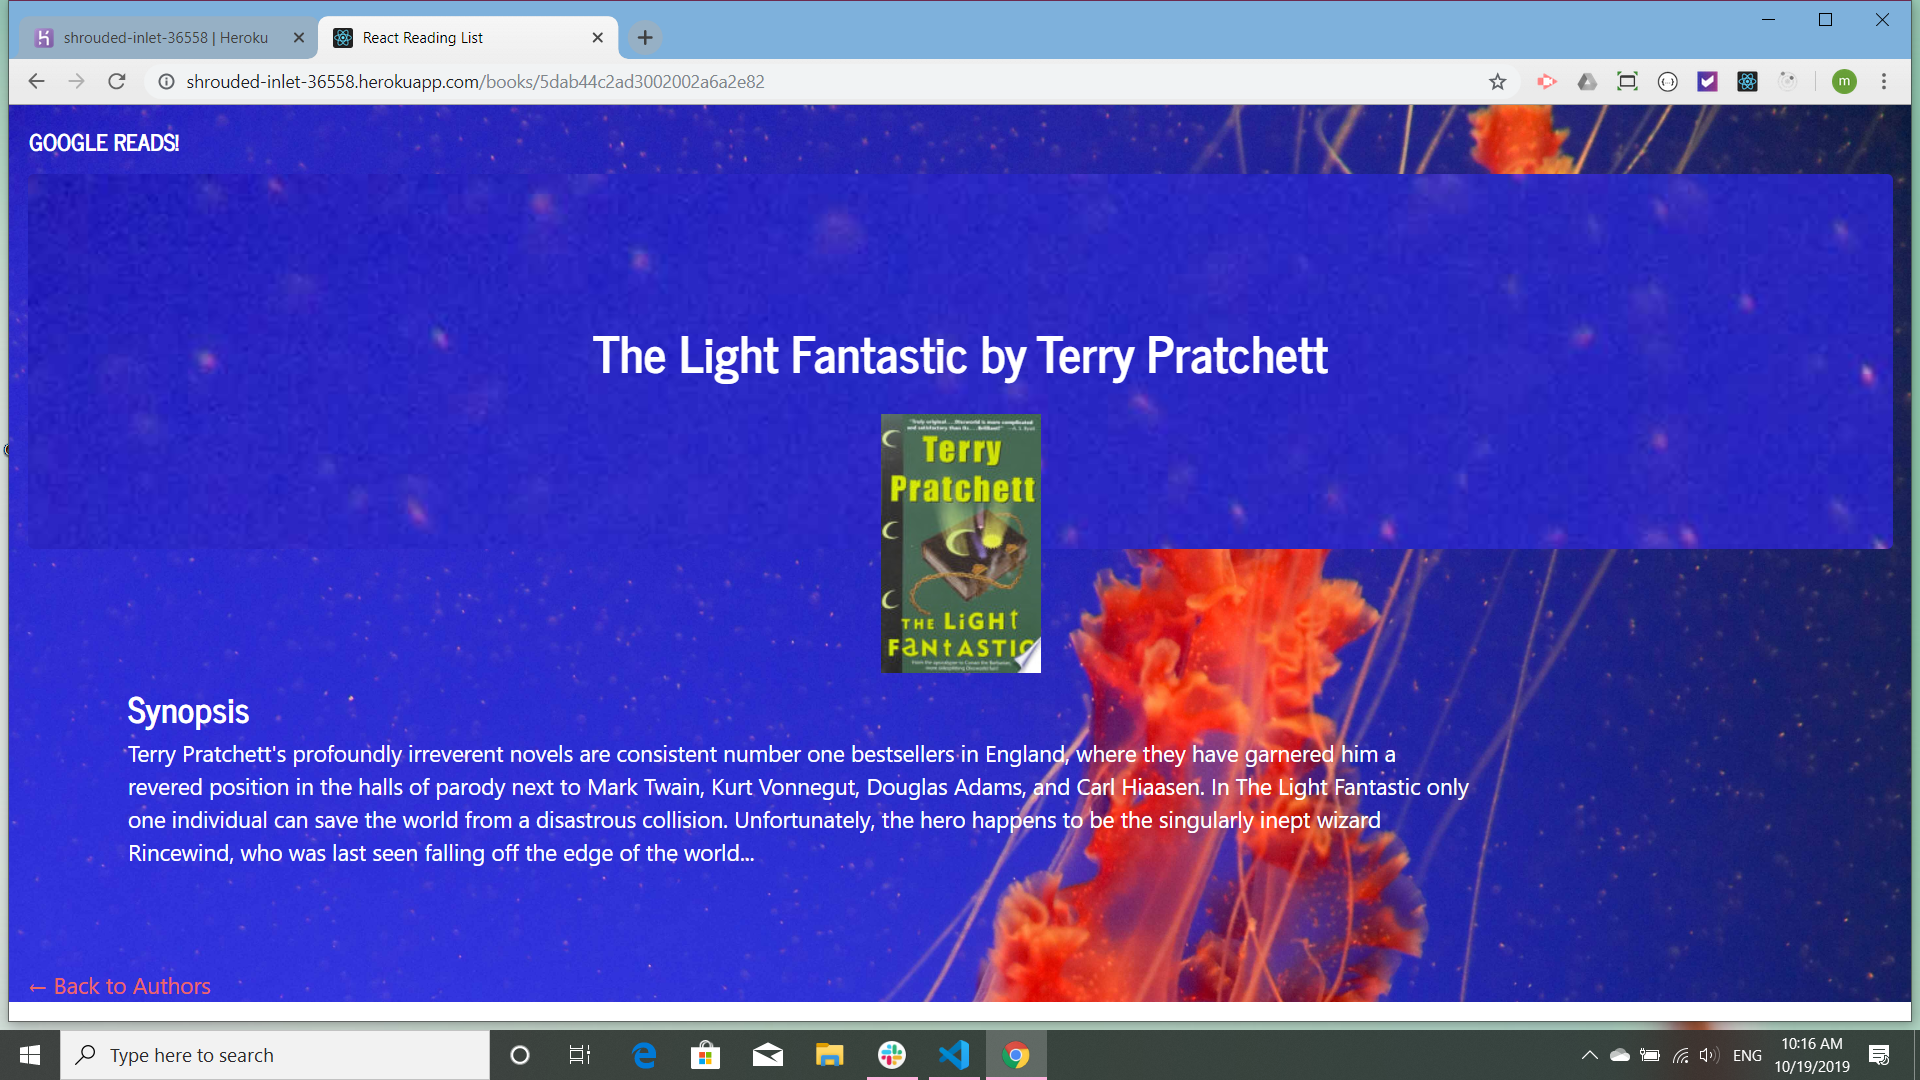 shrouded-inlet-36558 | Heroku
React Reading List
shrouded-inlet-36558.herokuapp.com/books/5dab44c2ad3002002a6a2e82
m
GOOGLE READS!
The Light Fantastic by Terry Pratchett
Terry
Pratchett
THE LiGHt
FaNtASTIC
Synopsis
Terry Pratchett's profoundly irreverent novels are consistent number one bestsellers in England, where they have garnered him a
revered position in the halls of parody next to Mark Twain, Kurt Vonnegut, Douglas Adams, and Carl Hiaasen. In The Light Fantastic only
one individual can save the world from a disastrous collision. Unfortunately, the hero happens to be the singularly inept wizard
Rincewind, who was last seen falling off the edge of the world...
← Back to Authors
Type here to search
ENG
10:16 AM
10/19/2019